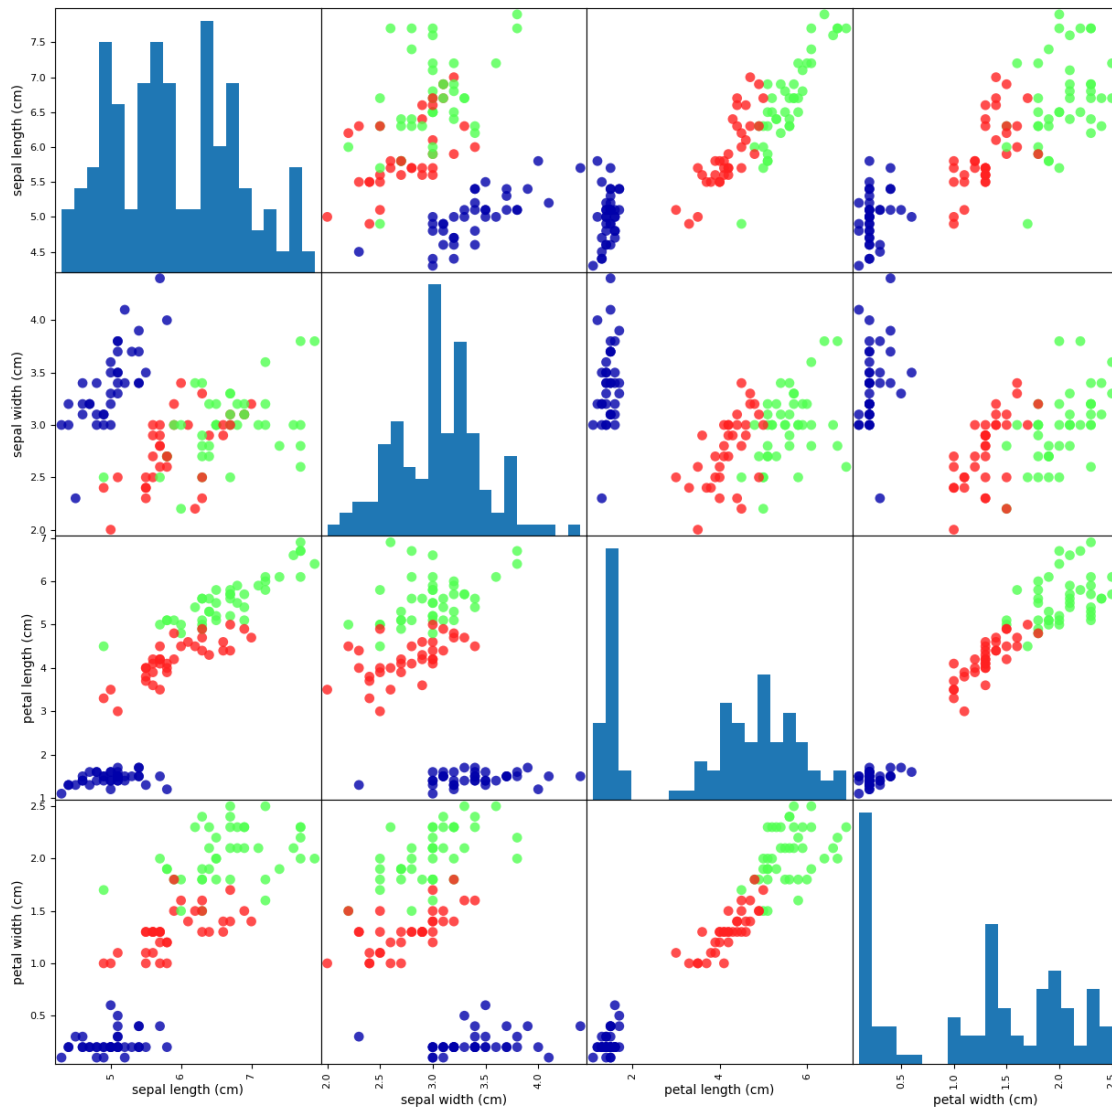 7.5
7.0
6.5
6.0
5.5
5.0
4.5
sepal length (cm)
4.0
3.5
3.0
2.5
2.0
sepal width (cm)
7
6
5
4
3
2
1
petal length (cm)
2.5
2.0
1.5
1.0
0.5
petal width (cm)
5 6 7
sepal length (cm)
2.0 2.5 3.0 3.5 4.0
sepal width (cm)
2 4 6
petal length (cm)
0.5 1.0 1.5 2.0 2.5
petal width (cm)